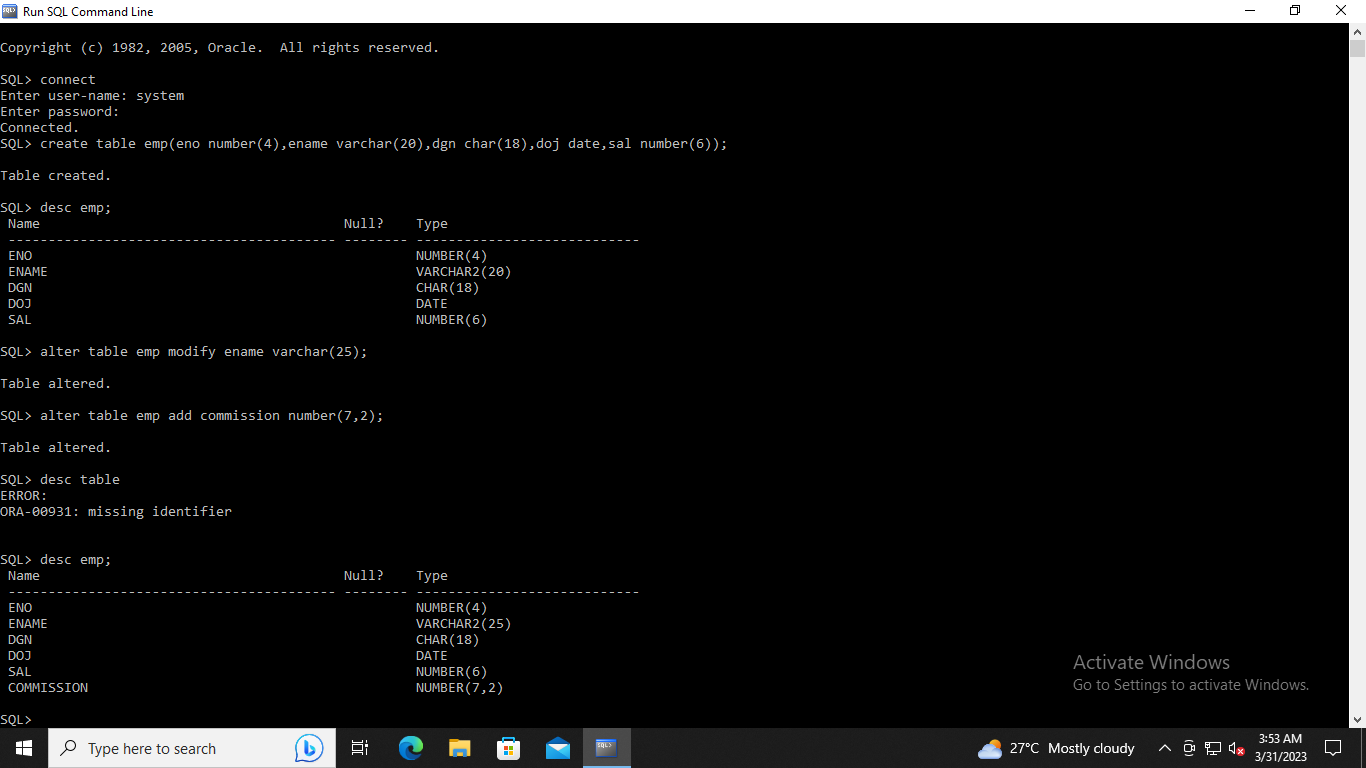 Run SQL Command Line
Copyright (c) 1982, 2005, Oracle.  All rights reserved.
SQL> connect
Enter user-name: system
Enter password:
Connected.
SQL> create table emp(eno number(4),ename varchar(20),dgn char(18),doj date,sal number(6));
Table created.
SQL> desc emp;
Name Null? Type
----------------------------------------- -------- ----------------------------
ENO NUMBER(4)
ENAME VARCHAR2(20)
DGN CHAR(18)
DOJ DATE
SAL NUMBER(6)
SQL> alter table emp modify ename varchar(25);
Table altered.
SQL> alter table emp add commission number(7,2);
Table altered.
SQL> desc table
ERROR:
ORA-00931: missing identifier
SQL> desc emp;
Name Null? Type
----------------------------------------- -------- ----------------------------
ENO NUMBER(4)
ENAME VARCHAR2(25)
DGN CHAR(18)
DOJ DATE
SAL NUMBER(6)
COMMISSION NUMBER(7,2)
SQL>
Activate Windows
Go to Settings to activate Windows.
Type here to search
27°C Mostly cloudy
3:53 AM
3/31/2023